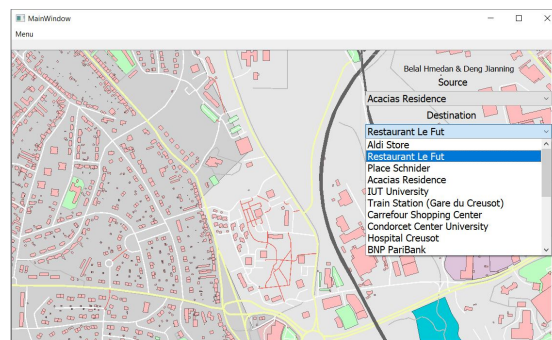 MainWindow
Menu
Belal Hmedan & Deng Jianning
Source
Acacias Residence
Destination
Restaurant Le Fut
Aldi Store
Restaurant Le Fut
Place Schnider
Acacias Residence
IUT University
Train Station (Gare du Creusot)
Carrefour Shopping Center
Condorcet Center University
Hospital Creusot
BNP PariBank